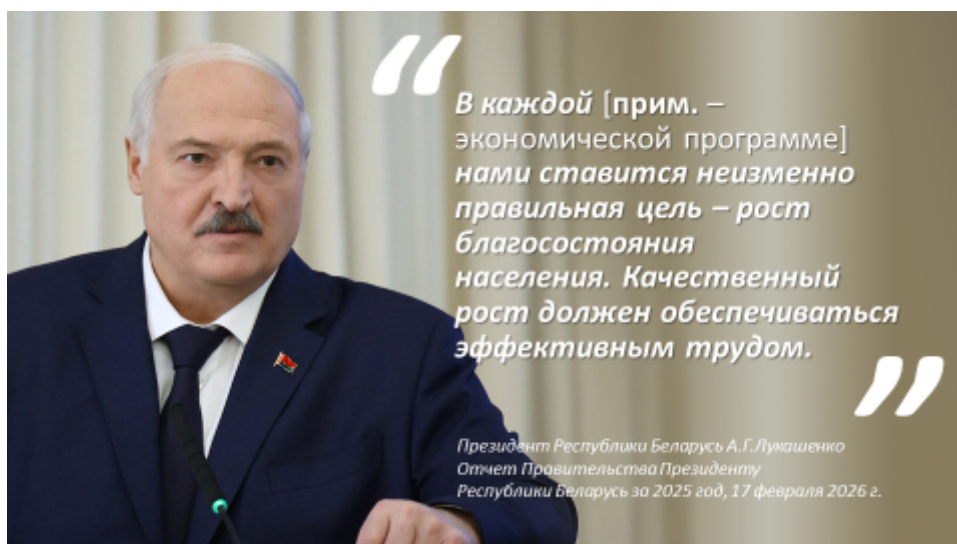 “
В каждой [прим. –
экономической программе]
нами ставится неизменно
правильная цель – рост
благосостояния
населения. Качественный
рост должен обеспечиваться
эффективным трудом.
”
Президент Республики Беларусь А.Г.Лукашенко
Отчет Правительства Президенту
Республики Беларусь за 2025 год, 17 февраля 2026 г.